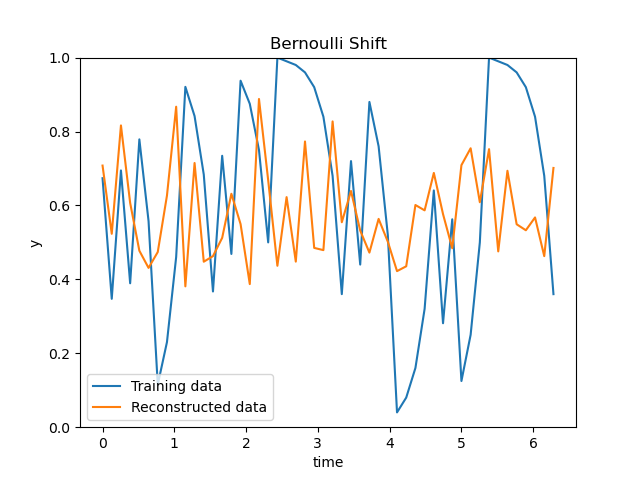 Bernoulli Shift
1.0
0.8
0.6
0.4
0.2
0.0
y
Training data
Reconstructed data
0 1 2 3 4 5 6
time